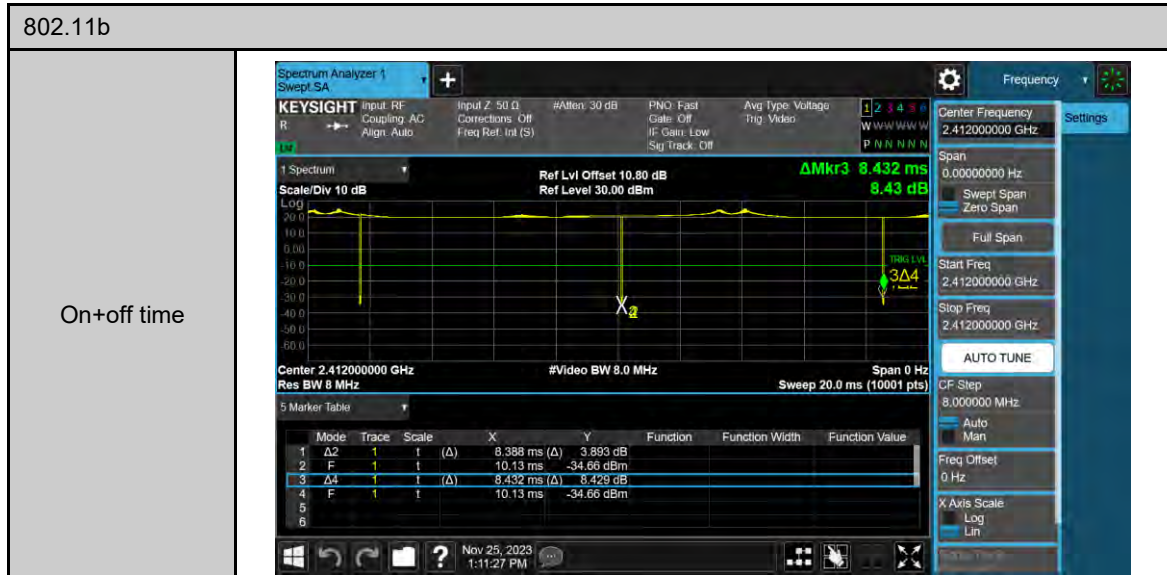 802.11b
On+off time
Spectrum Analyzer 1
Swept SA
Frequency
KEYSIGHT
R
Input: RF
Coupling: AC
Align: Auto
Input Z: 50 Ω
Corrections: Off
Freq Ref: Int (S)
#Atten: 30 dB
PNO: Fast
Gate: Off
IF Gain: Low
Sig Track: Off
Avg Type: Voltage
Trig: Video
1 2 3 4 5 6
W W W W W W
P N N N N N
1 Spectrum
Scale/Div 10 dB
Ref Lvl Offset 10.80 dB
Ref Level 30.00 dBm
ΔMkr3 8.432 ms
8.43 dB
Log
20.0
10.0
0.00
-10.0
-20.0
-30.0
-40.0
-50.0
-60.0
TRIG LVL
3Δ4
Center 2.412000000 GHz
#Video BW 8.0 MHz
Span 0 Hz
Res BW 8 MHz
Sweep 20.0 ms (10001 pts)
5 Marker Table
Mode Trace Scale X Y Function Function Width Function Value
1 Δ2 1 t (Δ) 8.388 ms (Δ) 3.893 dB
2 F 1 t 10.13 ms -34.66 dBm
3 Δ4 1 t (Δ) 8.432 ms (Δ) 8.429 dB
4 F 1 t 10.13 ms -34.66 dBm
5
6
Nov 25, 2023
1:11:27 PM
Center Frequency
2.412000000 GHz
Settings
Span
0.00000000 Hz
Swept Span
Zero Span
Full Span
Start Freq
2.412000000 GHz
Stop Freq
2.412000000 GHz
AUTO TUNE
CF Step
8.000000 MHz
Auto
Man
Freq Offset
0 Hz
X Axis Scale
Log
Lin